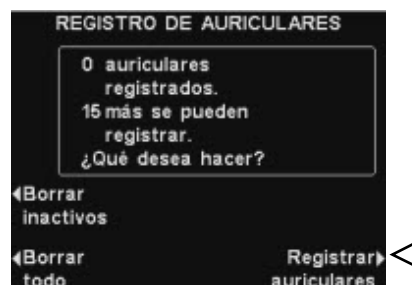 REGISTRO DE AURICULARES
0 auriculares
registrados.
15 más se pueden
registrar.
¿Qué desea hacer?
Borrar
inactivos
Borrar
todo
Registrar
auriculares